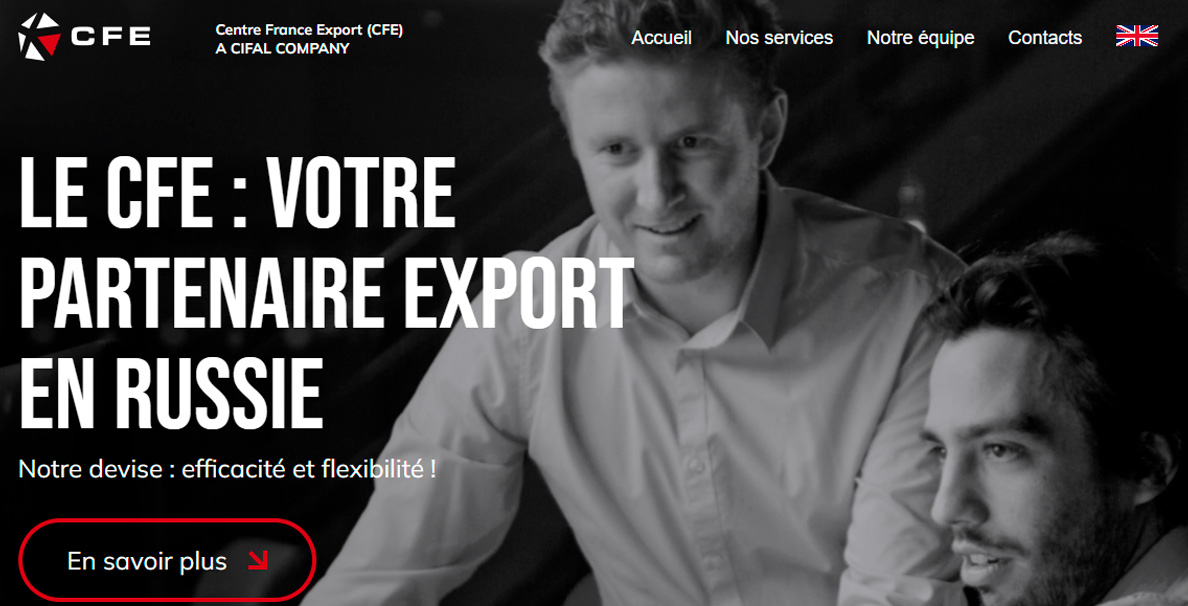 CFE
Centre France Export (CFE)
A CIFAL COMPANY
Accueil
Nos services
Notre équipe
Contacts
LE CFE : VOTRE
PARTENAIRE EXPORT
EN RUSSIE
Notre devise : efficacité et flexibilité !
En savoir plus